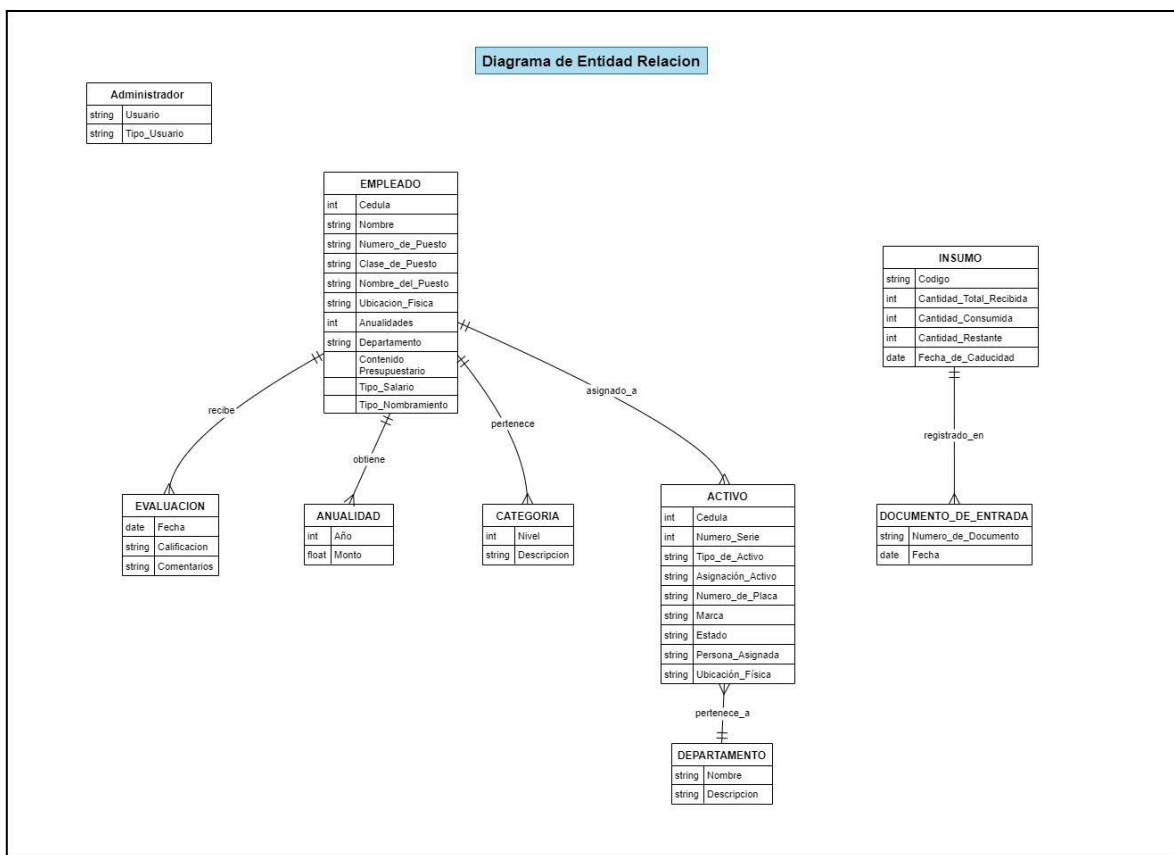 Diagrama de Entidad Relacion
Administrador
string Usuario
string Tipo_Usuario
EMPLEADO
int Cedula
string Nombre
string Numero_de_Puesto
string Clase_de_Puesto
string Nombre_del_Puesto
string Ubicacion_Fisica
int Anualidades
string Departamento
Contenido
Presupuestario
Tipo_Salario
Tipo_Nombramiento
INSUMO
string Codigo
int Cantidad_Total_Recibida
int Cantidad_Consumida
int Cantidad_Restante
date Fecha_de_Caducidad
recibe
obtiene
pertenece
asignado_a
registrado_en
EVALUACION
date Fecha
string Calificacion
string Comentarios
ANUALIDAD
int Año
float Monto
CATEGORIA
int Nivel
string Descripcion
ACTIVO
int Cedula
int Numero_Serie
string Tipo_de_Activo
string Asignación_Activo
string Numero_de_Placa
string Marca
string Estado
string Persona_Asignada
string Ubicación_Física
DOCUMENTO_DE_ENTRADA
string Numero_de_Documento
date Fecha
pertenece_a
DEPARTAMENTO
string Nombre
string Descripcion